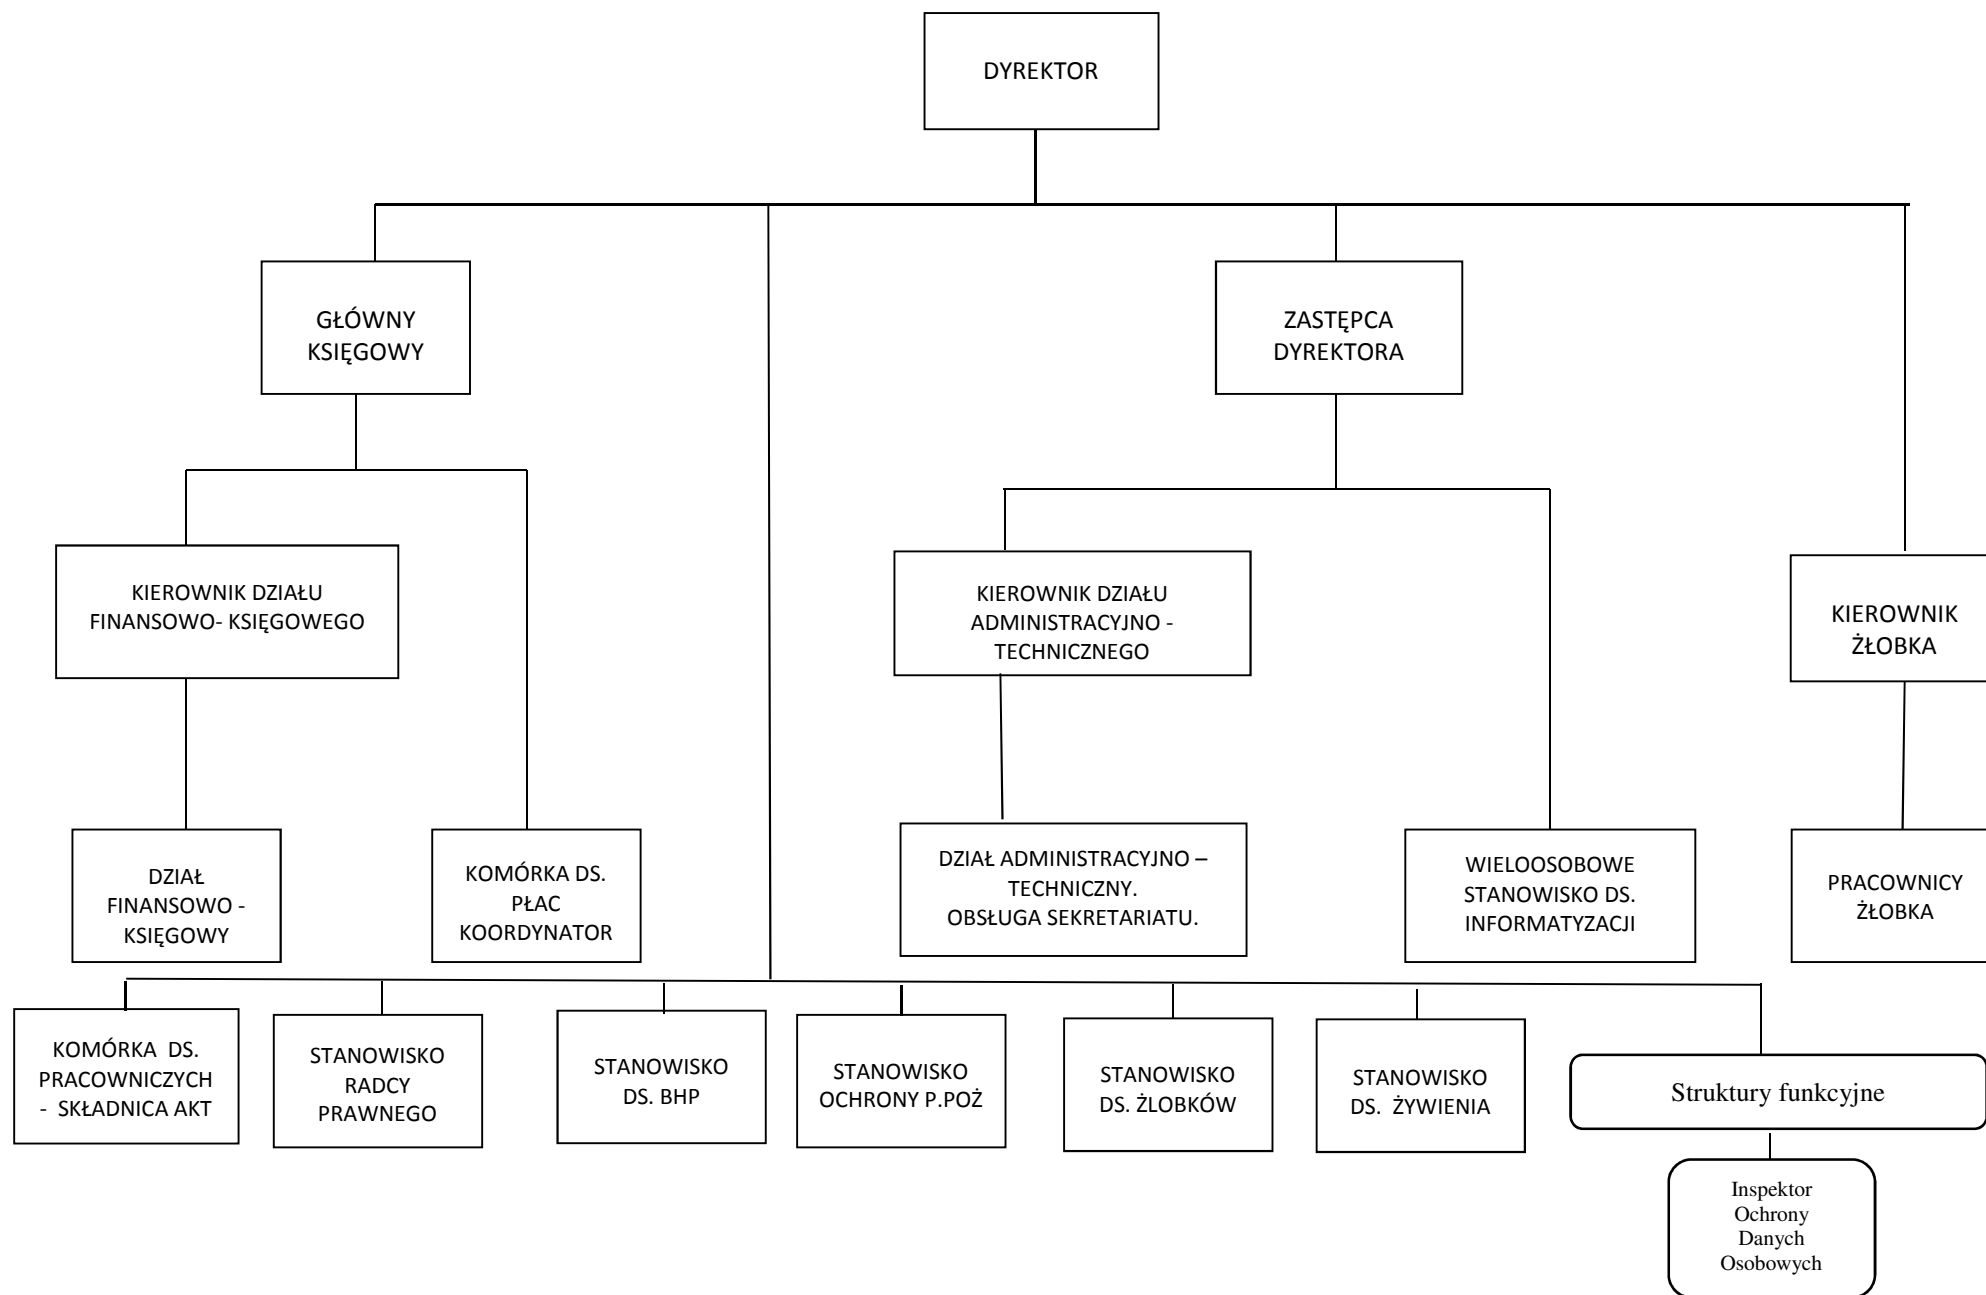 DYREKTOR
GŁÓWNY
KSIĘGOWY
ZASTĘPCA
DYREKTORA
KIEROWNIK DZIAŁU
FINANSOWO- KSIĘGOWEGO
KIEROWNIK DZIAŁU
ADMINISTRACYJNO -
TECHNICZNEGO
KIEROWNIK
ŻŁOBKA
DZIAŁ
FINANSOWO -
KSIĘGOWY
KOMÓRKA DS.
PŁAC
KOORDYNATOR
DZIAŁ ADMINISTRACYJNO –
TECHNICZNY.
OBSŁUGA SEKRETARIATU.
WIELOOSOBOWE
STANOWISKO DS.
INFORMATYZACJI
PRACOWNICY
ŻŁOBKA
KOMÓRKA DS.
PRACOWNICZYCH
- SKŁADNICA AKT
STANOWISKO
RADCY
PRAWNEGO
STANOWISKO
DS. BHP
STANOWISKO
OCHRONY P.POŻ
STANOWISKO
DS. ŻLOBKÓW
STANOWISKO
DS. ŻYWIENIA
Struktury funkcyjne
Inspektor
Ochrony
Danych
Osobowych